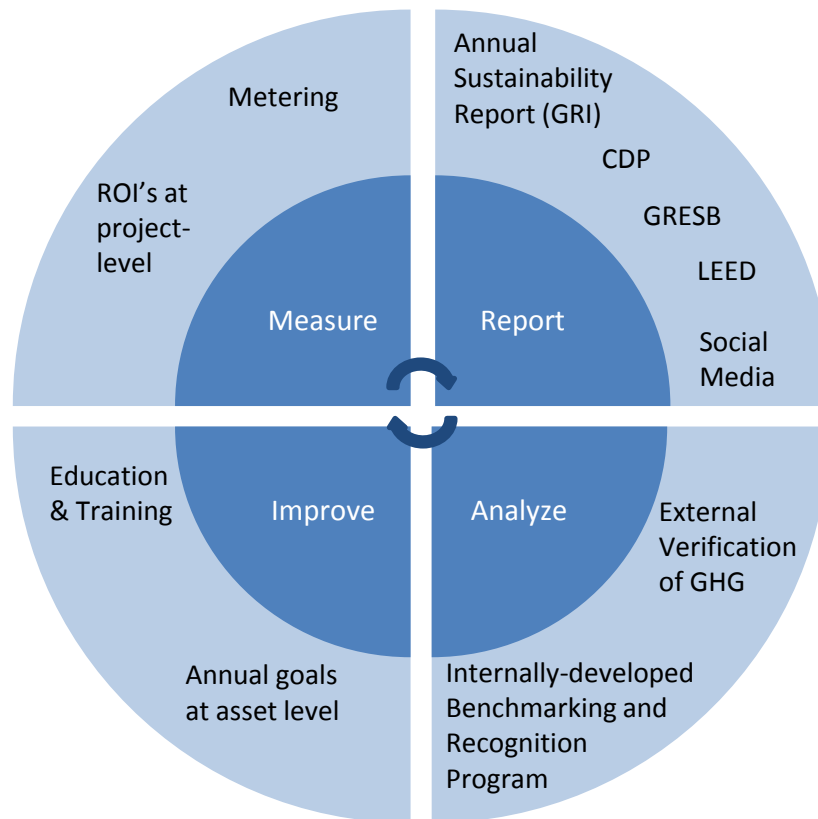 Metering
ROI's at
project-
level
Measure
Annual
Sustainability
Report (GRI)
CDP
GRESB
LEED
Social
Media
Report
Education
& Training
Improve
Annual goals
at asset level
Analyze
External
Verification
of GHG
Internally-developed
Benchmarking and
Recognition
Program